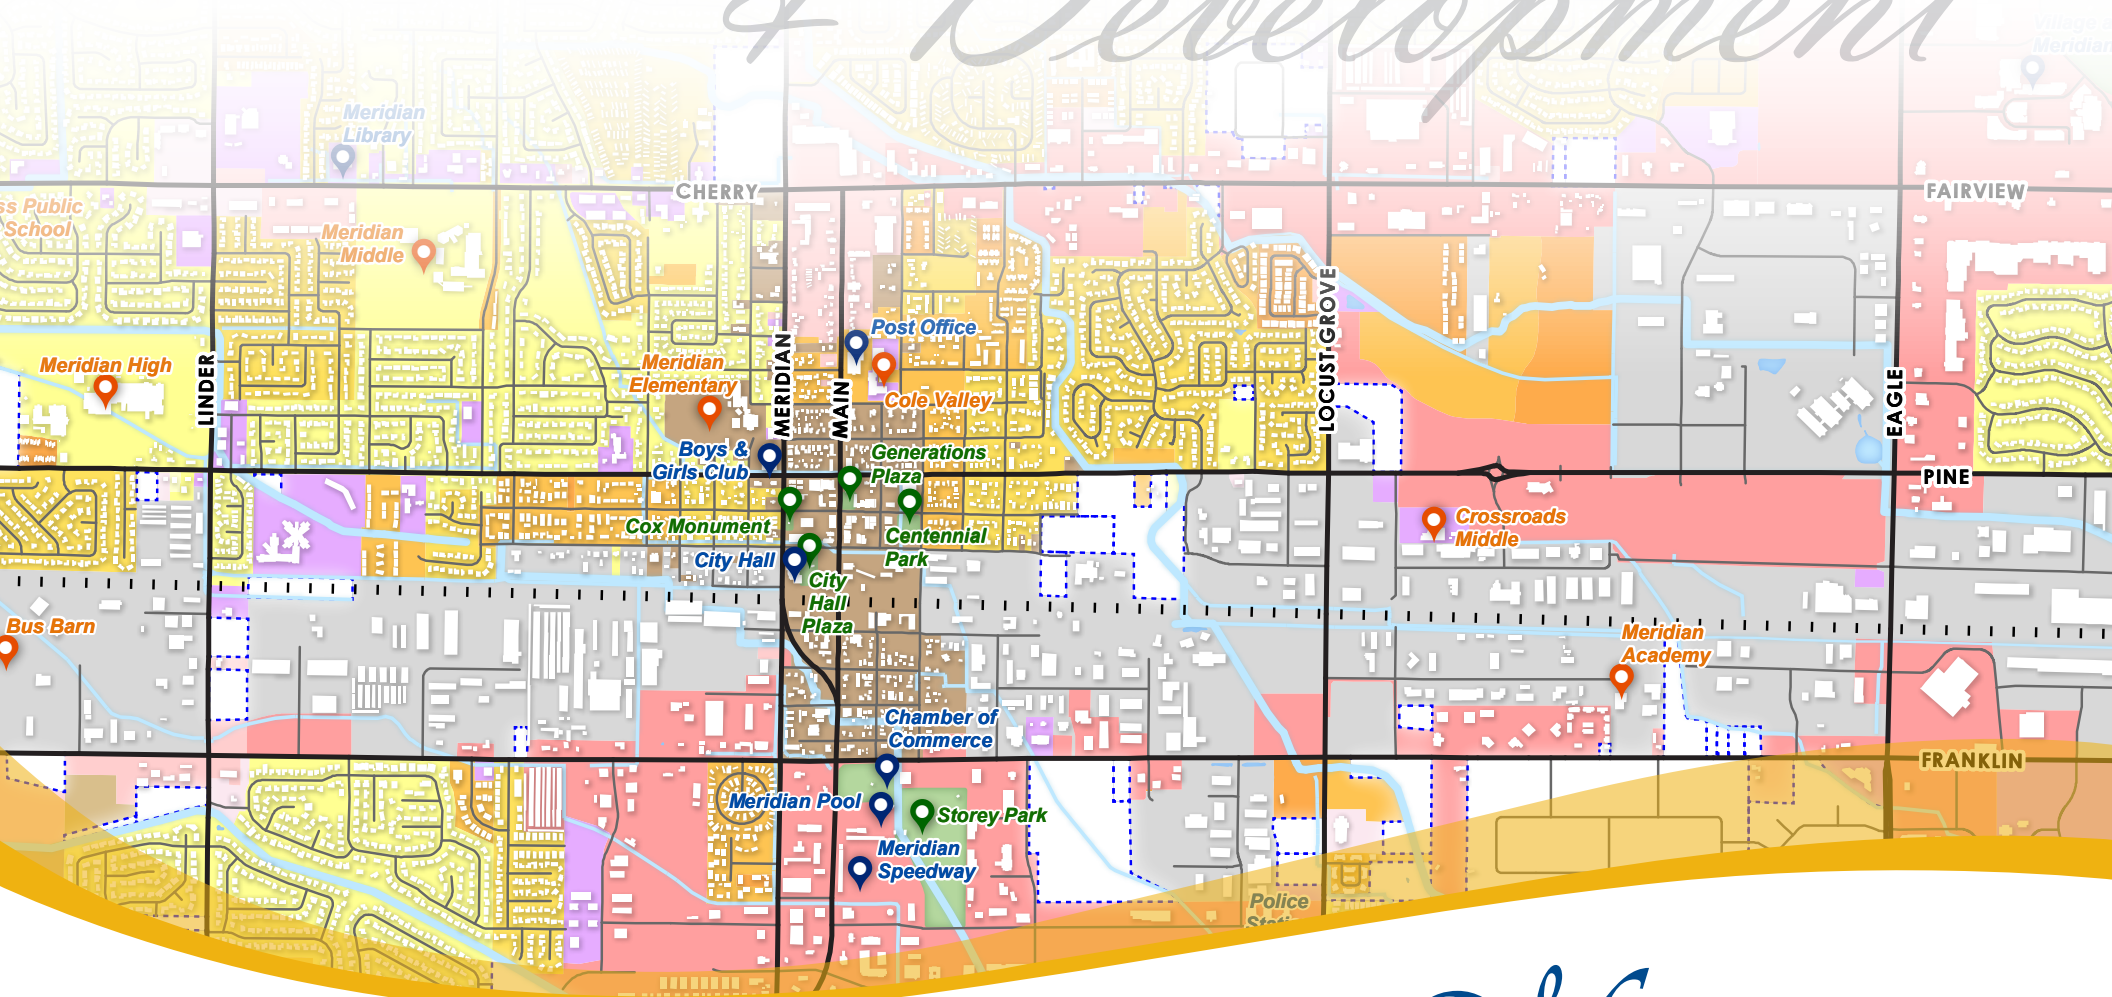 & Development
Village a
Meridian
Meridian
Library
CHERRY
FAIRVIEW
ss Public
School
Meridian
Middle
LOCUST GROVE
Post Office
MERIDIAN
Meridian High
LINDER
Meridian
Elementary
MAIN
EAGLE
Cole Valley
Boys &
Girls Club
Generations
Plaza
PINE
Cox Monument
Crossroads
Middle
Centennial
Park
City Hall
City
Hall
Plaza
Bus Barn
Meridian
Academy
Chamber of
Commerce
FRANKLIN
Meridian Pool
Storey Park
Meridian
Speedway
Police